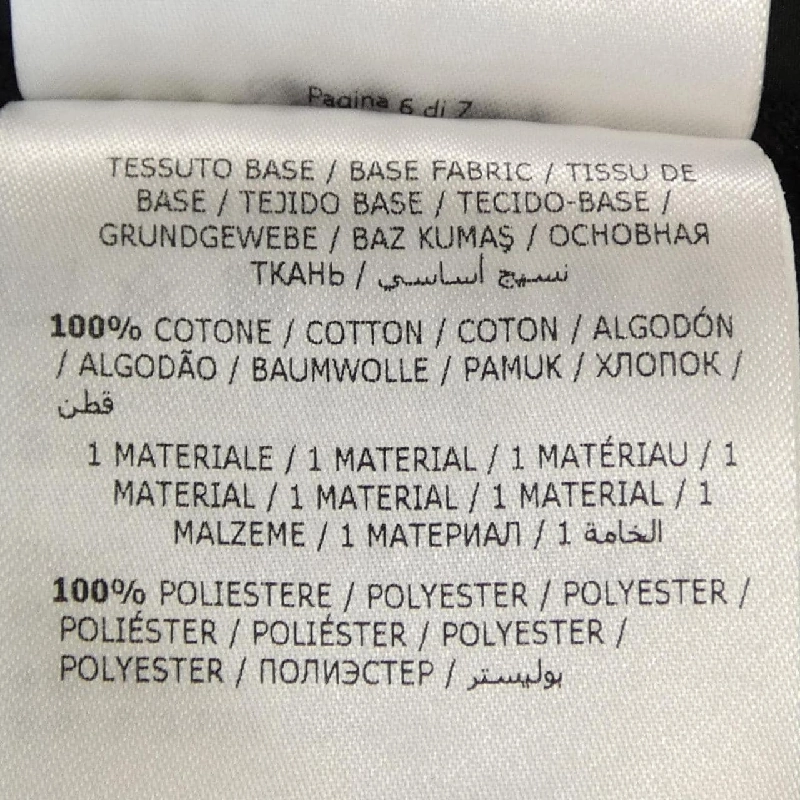 Pagina 6 di 7
TESSUTO BASE / BASE FABRIC / TISSU DE
BASE / TEJIDO BASE / TECIDO-BASE /
GRUNDGEWEBE / BAZ KUMAŞ / ОСНОВНАЯ
ТКАНЬ / نسيج أساسي
100% COTONE / COTTON / COTON / ALGODÓN
/ ALGODÃO / BAUMWOLLE / PAMUK / ХЛОПОК /
قطن
1 MATERIALE / 1 MATERIAL / 1 MATÉRIAU / 1
MATERIAL / 1 MATERIAL / 1 MATERIAL / 1
MALZEME / 1 МАТЕРИАЛ / 1 الخامة
100% POLIESTERE / POLYESTER / POLYESTER /
POLIÉSTER / POLIÉSTER / POLYESTER /
POLYESTER / ПОЛИЭСТЕР / بوليستر